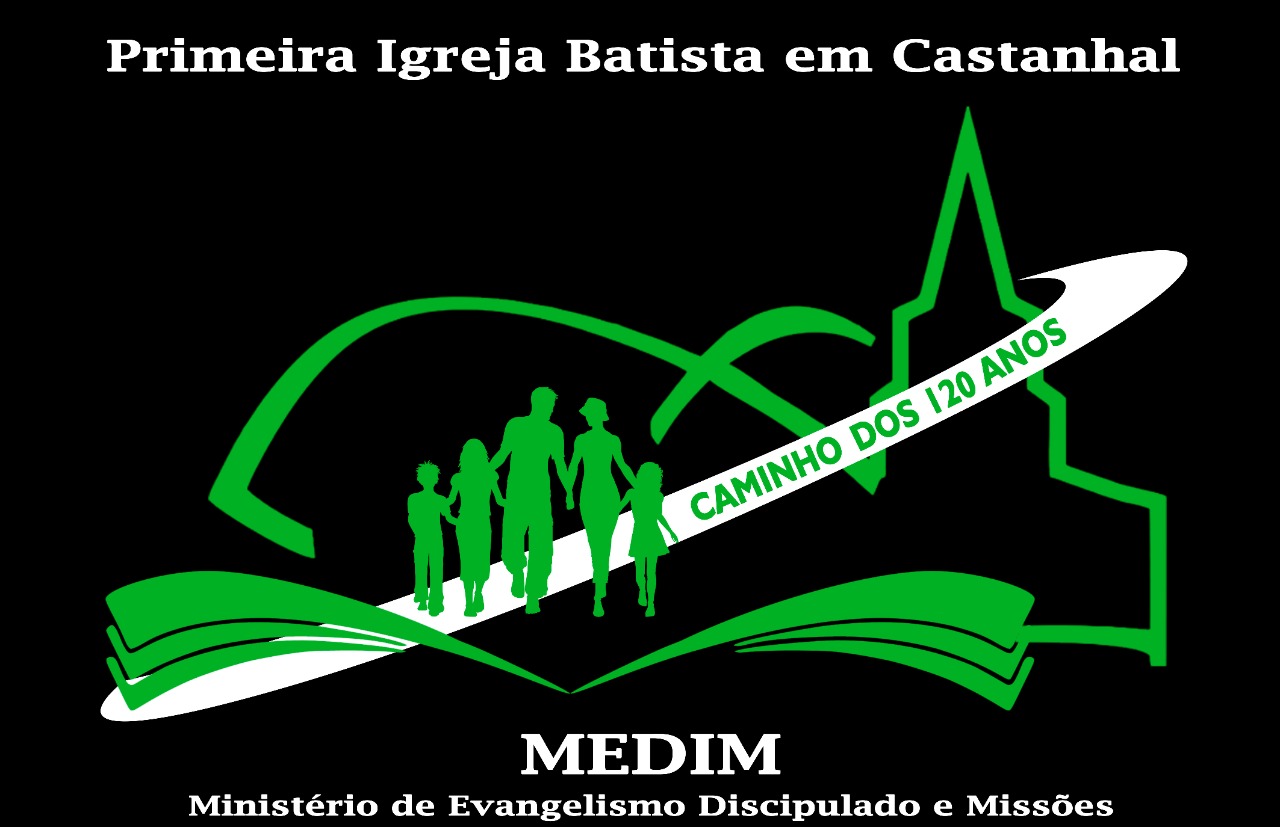 Primeira Igreja Batista em Castanhal
CAMINHO DOS 120 ANOS
MEDIM
Ministério de Evangelismo Discipulado e Missões